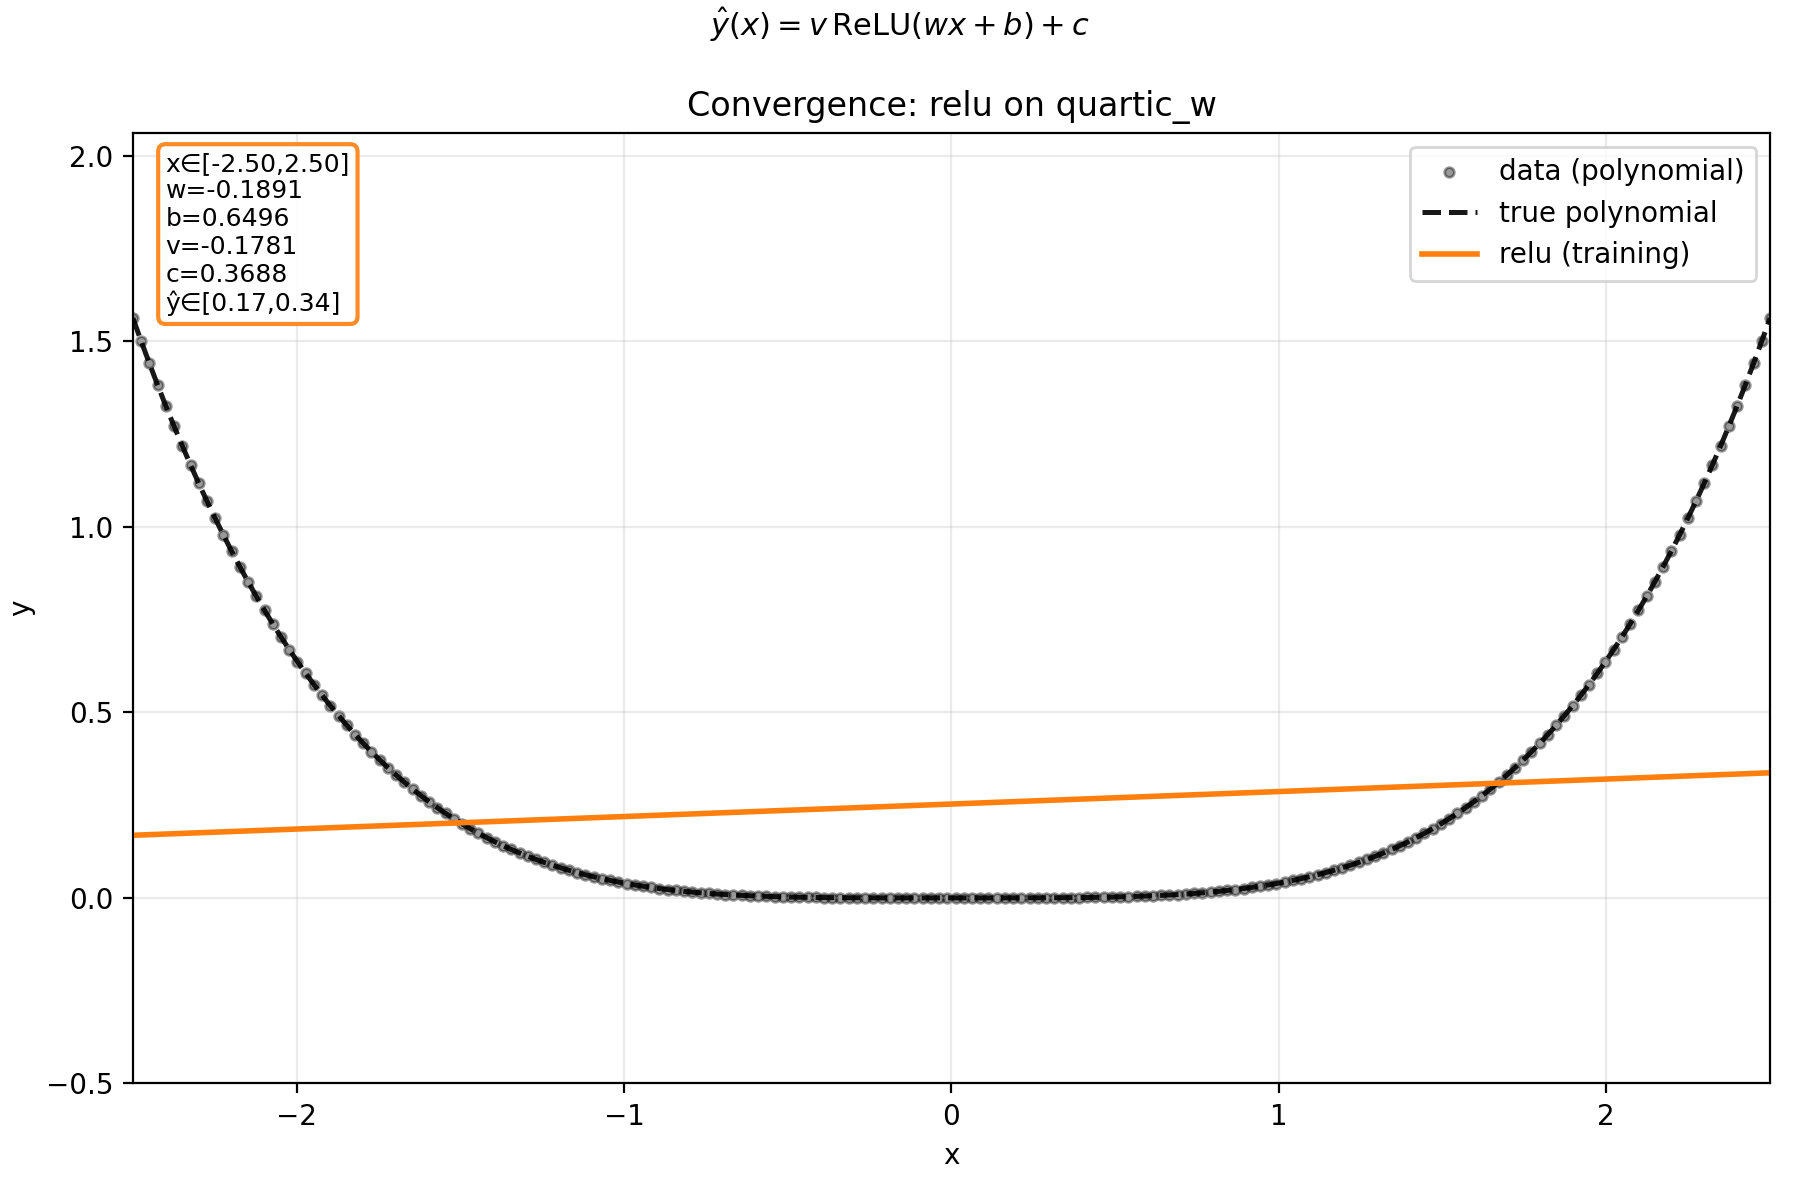 ŷ(x) = v ReLU(wx + b) + c
Convergence: relu on quartic_w
x∈[-2.50,2.50]
w=-0.1891
b=0.6496
v=-0.1781
c=0.3688
ŷ∈[0.17,0.34]
data (polynomial)
true polynomial
relu (training)
2.0
1.5
1.0
0.5
0.0
−0.5
y
−2
−1
0
1
2
x